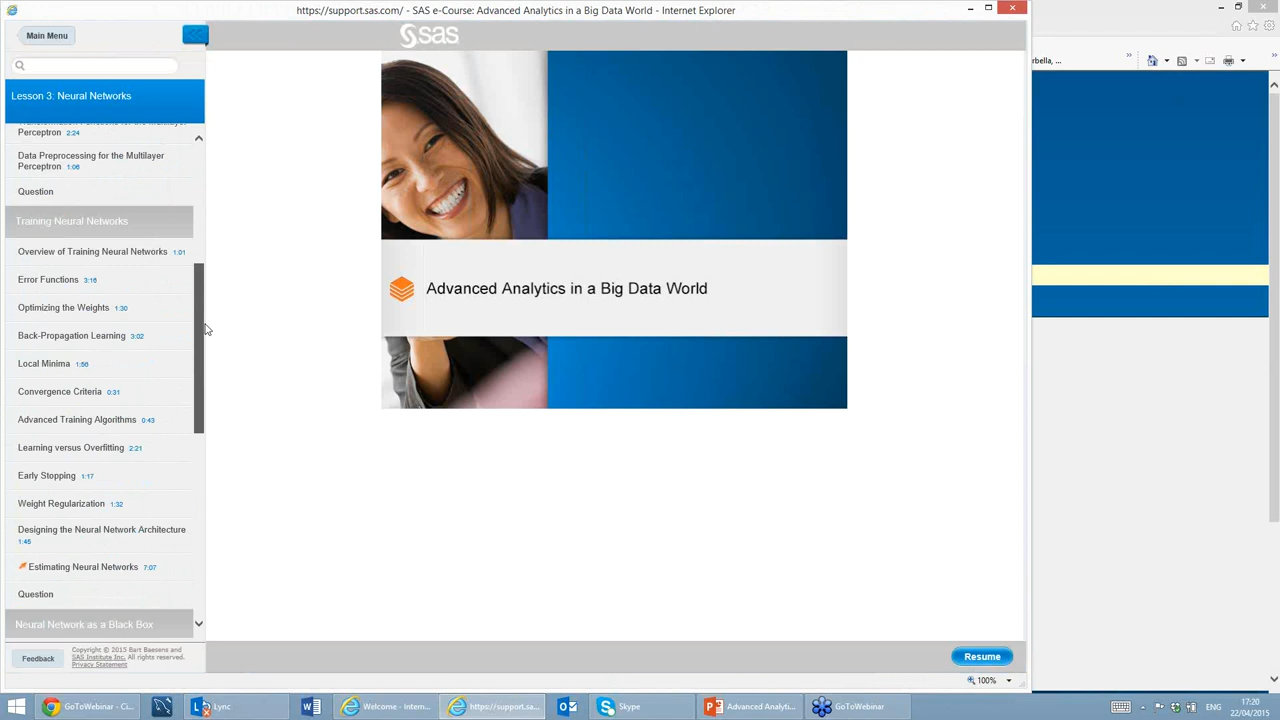 https://support.sas.com/ - SAS e-Course: Advanced Analytics in a Big Data World - Internet Explorer
Main Menu
sas
Lesson 3: Neural Networks
Perceptron 2:24
Data Preprocessing for the Multilayer
Perceptron 1:06
Question
Training Neural Networks
Overview of Training Neural Networks 1:01
Error Functions 3:16
Optimizing the Weights 1:30
Back-Propagation Learning 3:02
Local Minima 1:56
Convergence Criteria 0:31
Advanced Training Algorithms 0:43
Learning versus Overfitting 2:21
Early Stopping 1:17
Weight Regularization 1:32
Designing the Neural Network Architecture
1:45
Estimating Neural Networks 7:07
Question
Neural Network as a Black Box
Feedback
Copyright © 2015 Bart Baesens and
SAS Institute Inc. All rights reserved.
Privacy Statement
Advanced Analytics in a Big Data World
Resume
100%
rbella, ...
GoToWebinar - Ci...
Lync
Welcome - Intern...
https://support.sa...
Skype
Advanced Analyti...
GoToWebinar
ENG
17:20
22/04/2015